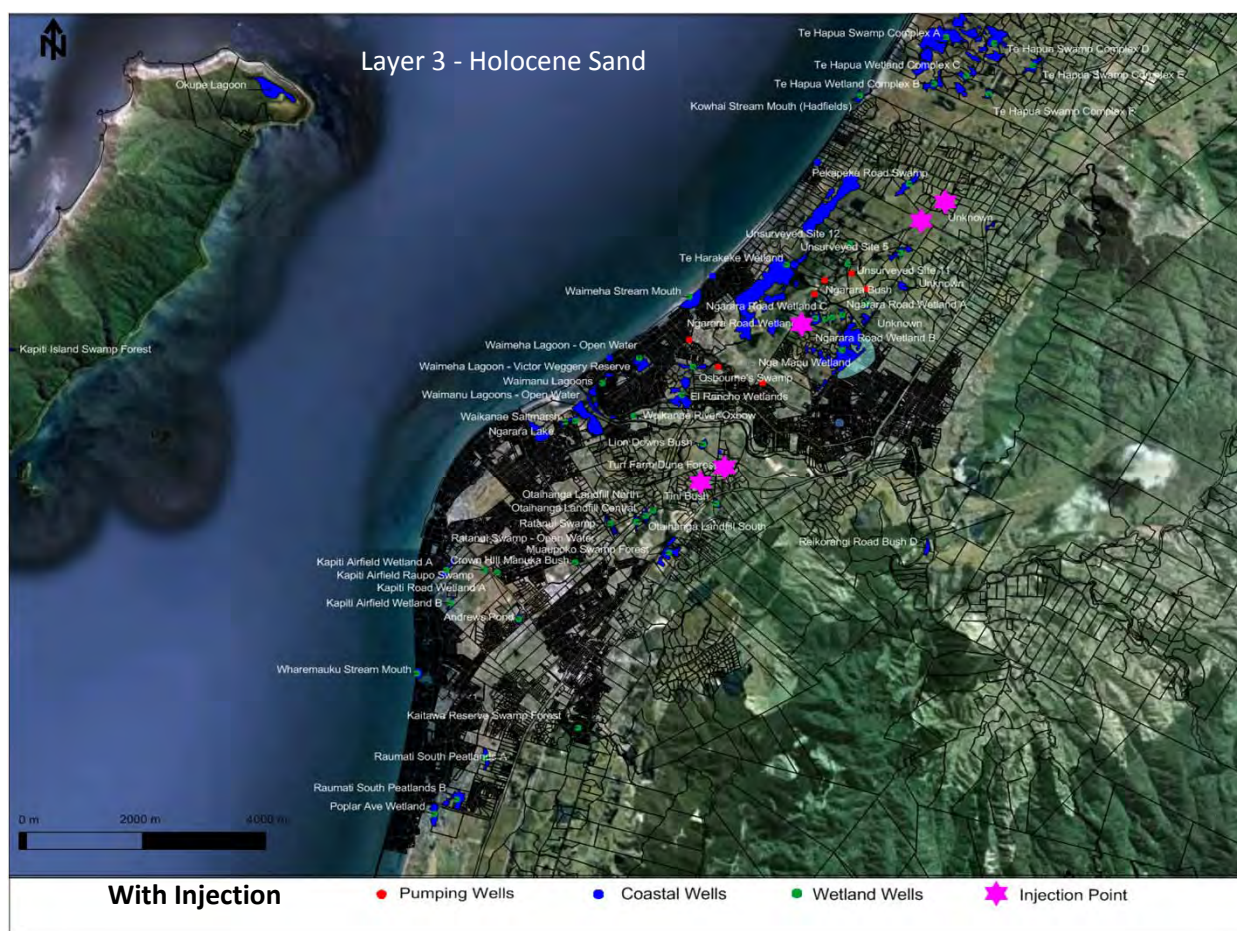 N
Layer 3 - Holocene Sand
Okupe Lagoon
Te Hapua Swamp Complex A
Te Hapua Swamp Complex D
Te Hapua Wetland Complex C
Te Hapua Swamp Complex E
Te Hapua Wetland Complex B
Kowhai Stream Mouth (Hadfields)
Te Hapua Swamp Complex F
Pekapeka Road Swamp
Unknown
Unsurveyed Site 12
Unsurveyed Site 5
Te Harakeke Wetland
Unsurveyed Site 11
Unknown
Waimeha Stream Mouth
Ngarara Bush
Ngarara Road Wetland A
Ngarara Road Wetland C
Ngarara Road Wetland
Unknown
Ngarara Road Wetland B
Kapiti Island Swamp Forest
Waimeha Lagoon - Open Water
Nga Manu Wetland
Waimeha Lagoon - Victor Weggery Reserve
Osbourne's Swamp
Waimanu Lagoons
Waimanu Lagoons - Open Water
El Rancho Wetlands
Waikanae Saltmarsh
Waikanae River Oxbow
Ngarara Lake
Lion Downs Bush
Turf Farm/Dune Forest
Otaihanga Landfill North
Tini Bush
Otaihanga Landfill Central
Ratanui Swamp
Otaihanga Landfill South
Ratanui Swamp - Open Water
Muaupoko Swamp Forest
Reikorangi Road Bush D
Kapiti Airfield Wetland A
Crown Hill Manuka Bush
Kapiti Airfield Raupo Swamp
Kapiti Road Wetland A
Kapiti Airfield Wetland B
Andrews Pond
Wharemauku Stream Mouth
Kaitawa Reserve Swamp Forest
Raumati South Peatlands A
Raumati South Peatlands B
Poplar Ave Wetland
0 m 2000 m 4000 m
With Injection Pumping Wells Coastal Wells Wetland Wells Injection Point